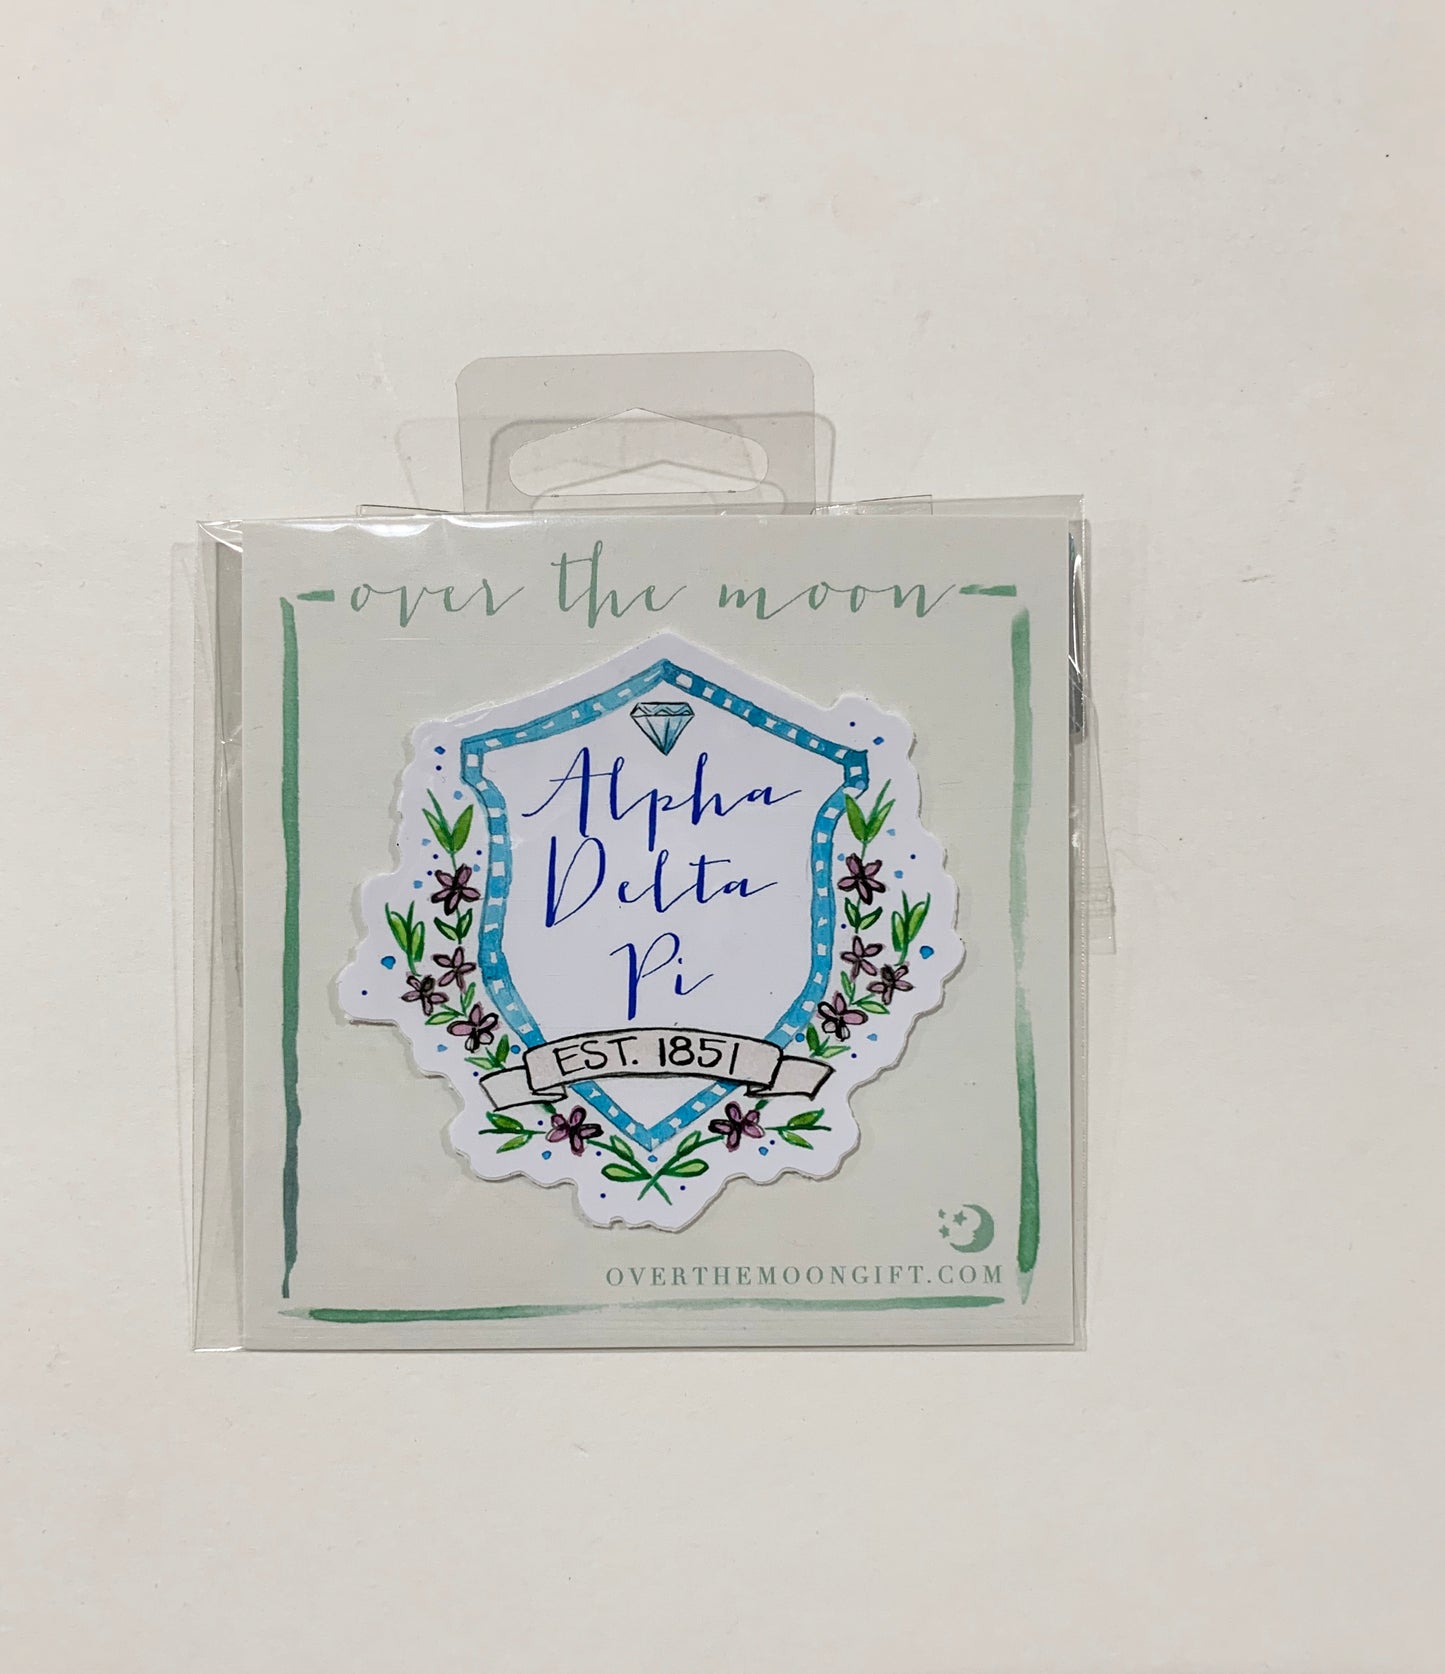 over the moon
Alpha
Delta
Pi
EST. 1851
OVERTHEMOONGIFT.COM